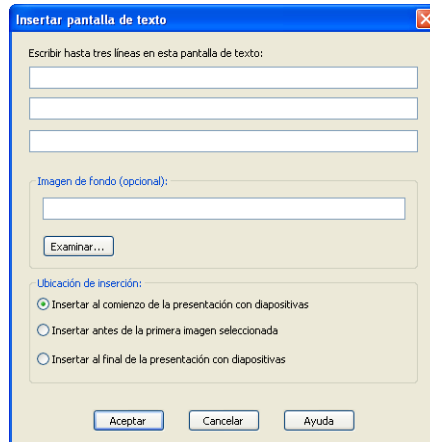 Insertar pantalla de texto
Escribir hasta tres líneas en esta pantalla de texto:
Imagen de fondo (opcional):
Examinar...
Ubicación de inserción:
Insertar al comienzo de la presentación con diapositivas
Insertar antes de la primera imagen seleccionada
Insertar al final de la presentación con diapositivas
Aceptar Cancelar Ayuda